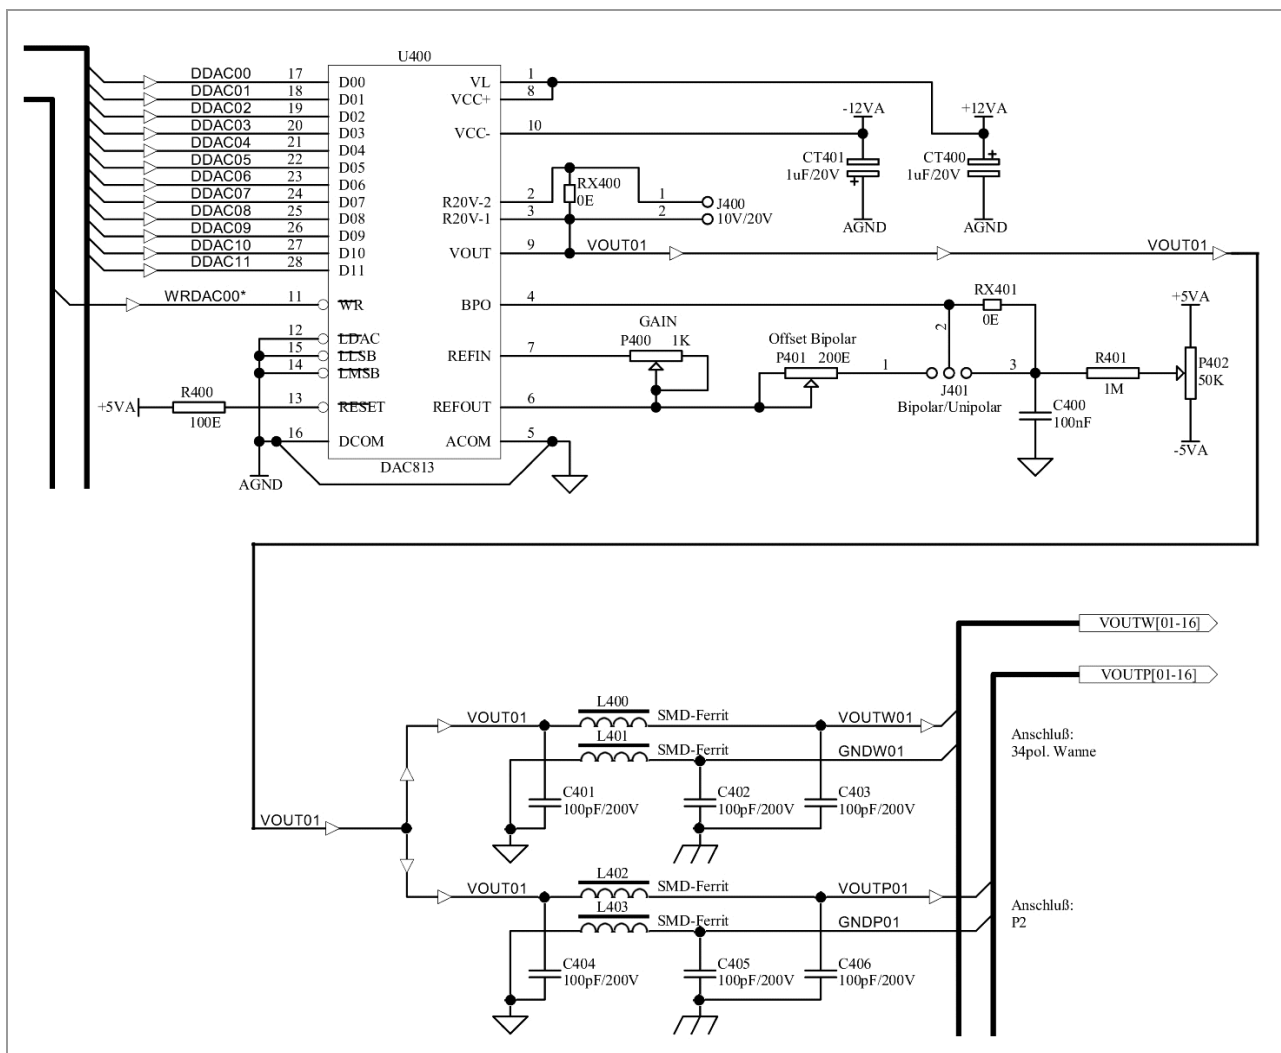 U400
DDAC00 17 D00 VL 1
DDAC01 18 D01 VCC+ 8
DDAC02 19 D02 -12VA +12VA
DDAC03 20 D03 VCC- 10
DDAC04 21 D04
DDAC05 22 D05 CT401 CT400
1uF/20V 1uF/20V
DDAC06 23 D06 RX400
0E
DDAC07 24 D07 R20V-2 2 1 J400
DDAC08 25 D08 R20V-1 3 2 10V/20V
AGND AGND
DDAC09 26 D09
DDAC10 27 D10 VOUT 9 VOUT01 VOUT01
DDAC11 28 D11
WRDAC00* 11 WR BPO 4 RX401 +5VA
0E
GAIN
12 LDAC P400 1K Offset Bipolar 2
15 LLSB REFIN 7 P401 200E 1 3 R401 P402
14 LMSB J401 1M 50K
R400 Bipolar/Unipolar
+5VA 13 RESET REFOUT 6 C400
100E 100nF
16 DCOM ACOM 5 -5VA
DAC813
AGND
VOUTW[01-16]
VOUTP[01-16]
L400
VOUT01 SMD-Ferrit VOUTW01
Anschluß:
L401
SMD-Ferrit GNDW01 34pol. Wanne
C401 C402 C403
100pF/200V 100pF/200V 100pF/200V
VOUT01
L402
VOUT01 SMD-Ferrit VOUTP01
L403 Anschluß:
SMD-Ferrit GNDP01 P2
C404 C405 C406
100pF/200V 100pF/200V 100pF/200V